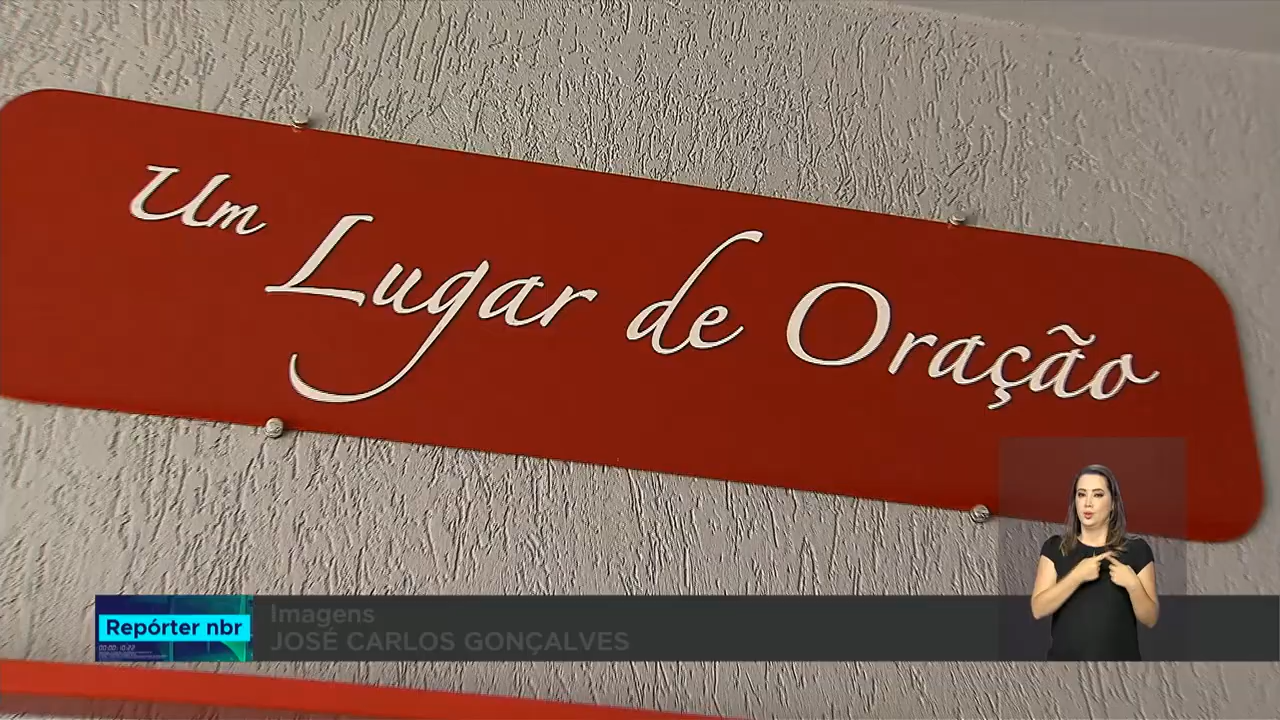 Um Lugar de Oração
Imagens
Repórter nbr
JOSÉ CARLOS GONÇALVES